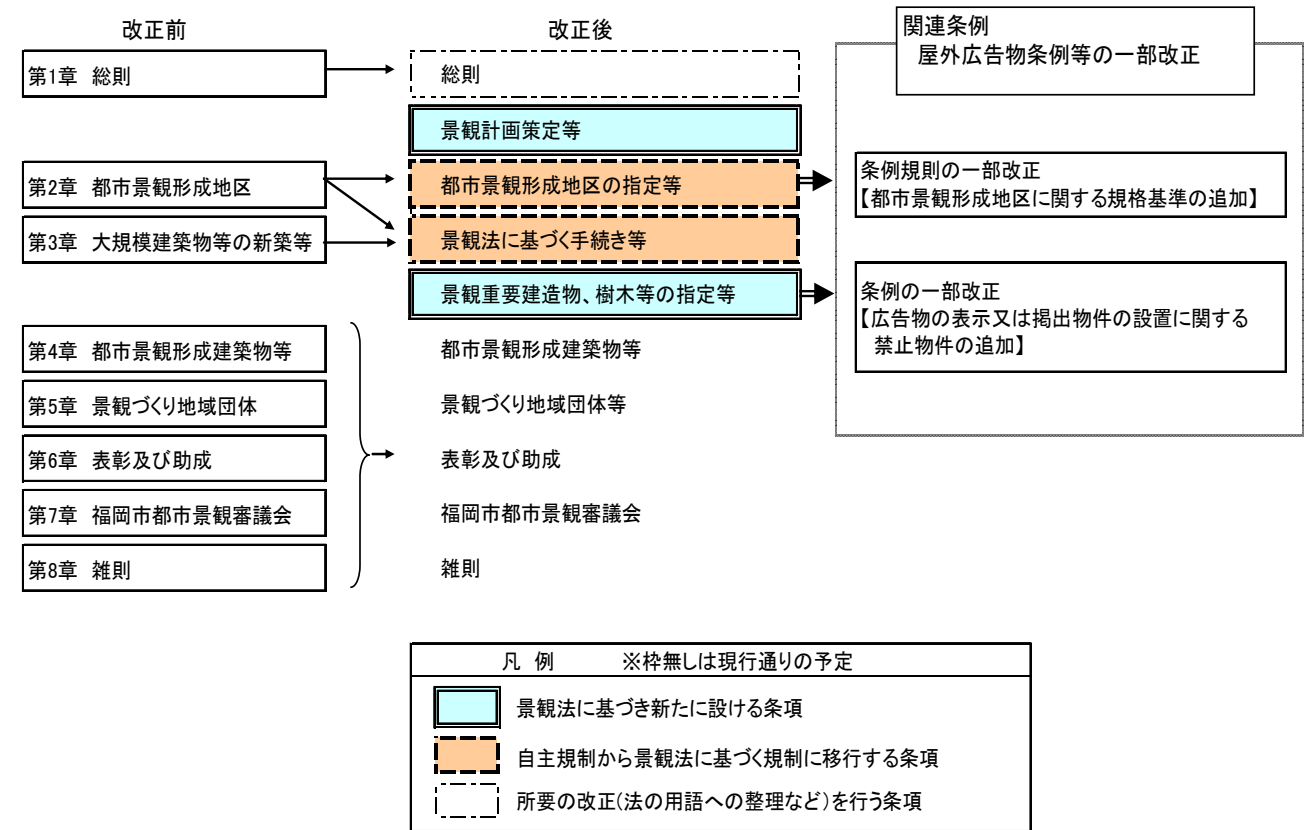 改正前
第1章 総則
第2章 都市景観形成地区
第3章 大規模建築物等の新築等
第4章 都市景観形成建築物等
第5章 景観づくり地域団体
第6章 表彰及び助成
第7章 福岡市都市景観審議会
第8章 雑則
改正後
総則
景観計画策定等
都市景観形成地区の指定等
景観法に基づく手続き等
景観重要建造物、樹木等の指定等
都市景観形成建築物等
景観づくり地域団体等
表彰及び助成
福岡市都市景観審議会
雑則
関連条例
屋外広告物条例等の一部改正
条例規則の一部改正
【都市景観形成地区に関する規格基準の追加】
条例の一部改正
【広告物の表示又は掲出物件の設置に関する
禁止物件の追加】
凡 例 ※枠無しは現行通りの予定
景観法に基づき新たに設ける条項
自主規制から景観法に基づく規制に移行する条項
所要の改正(法の用語への整理など)を行う条項